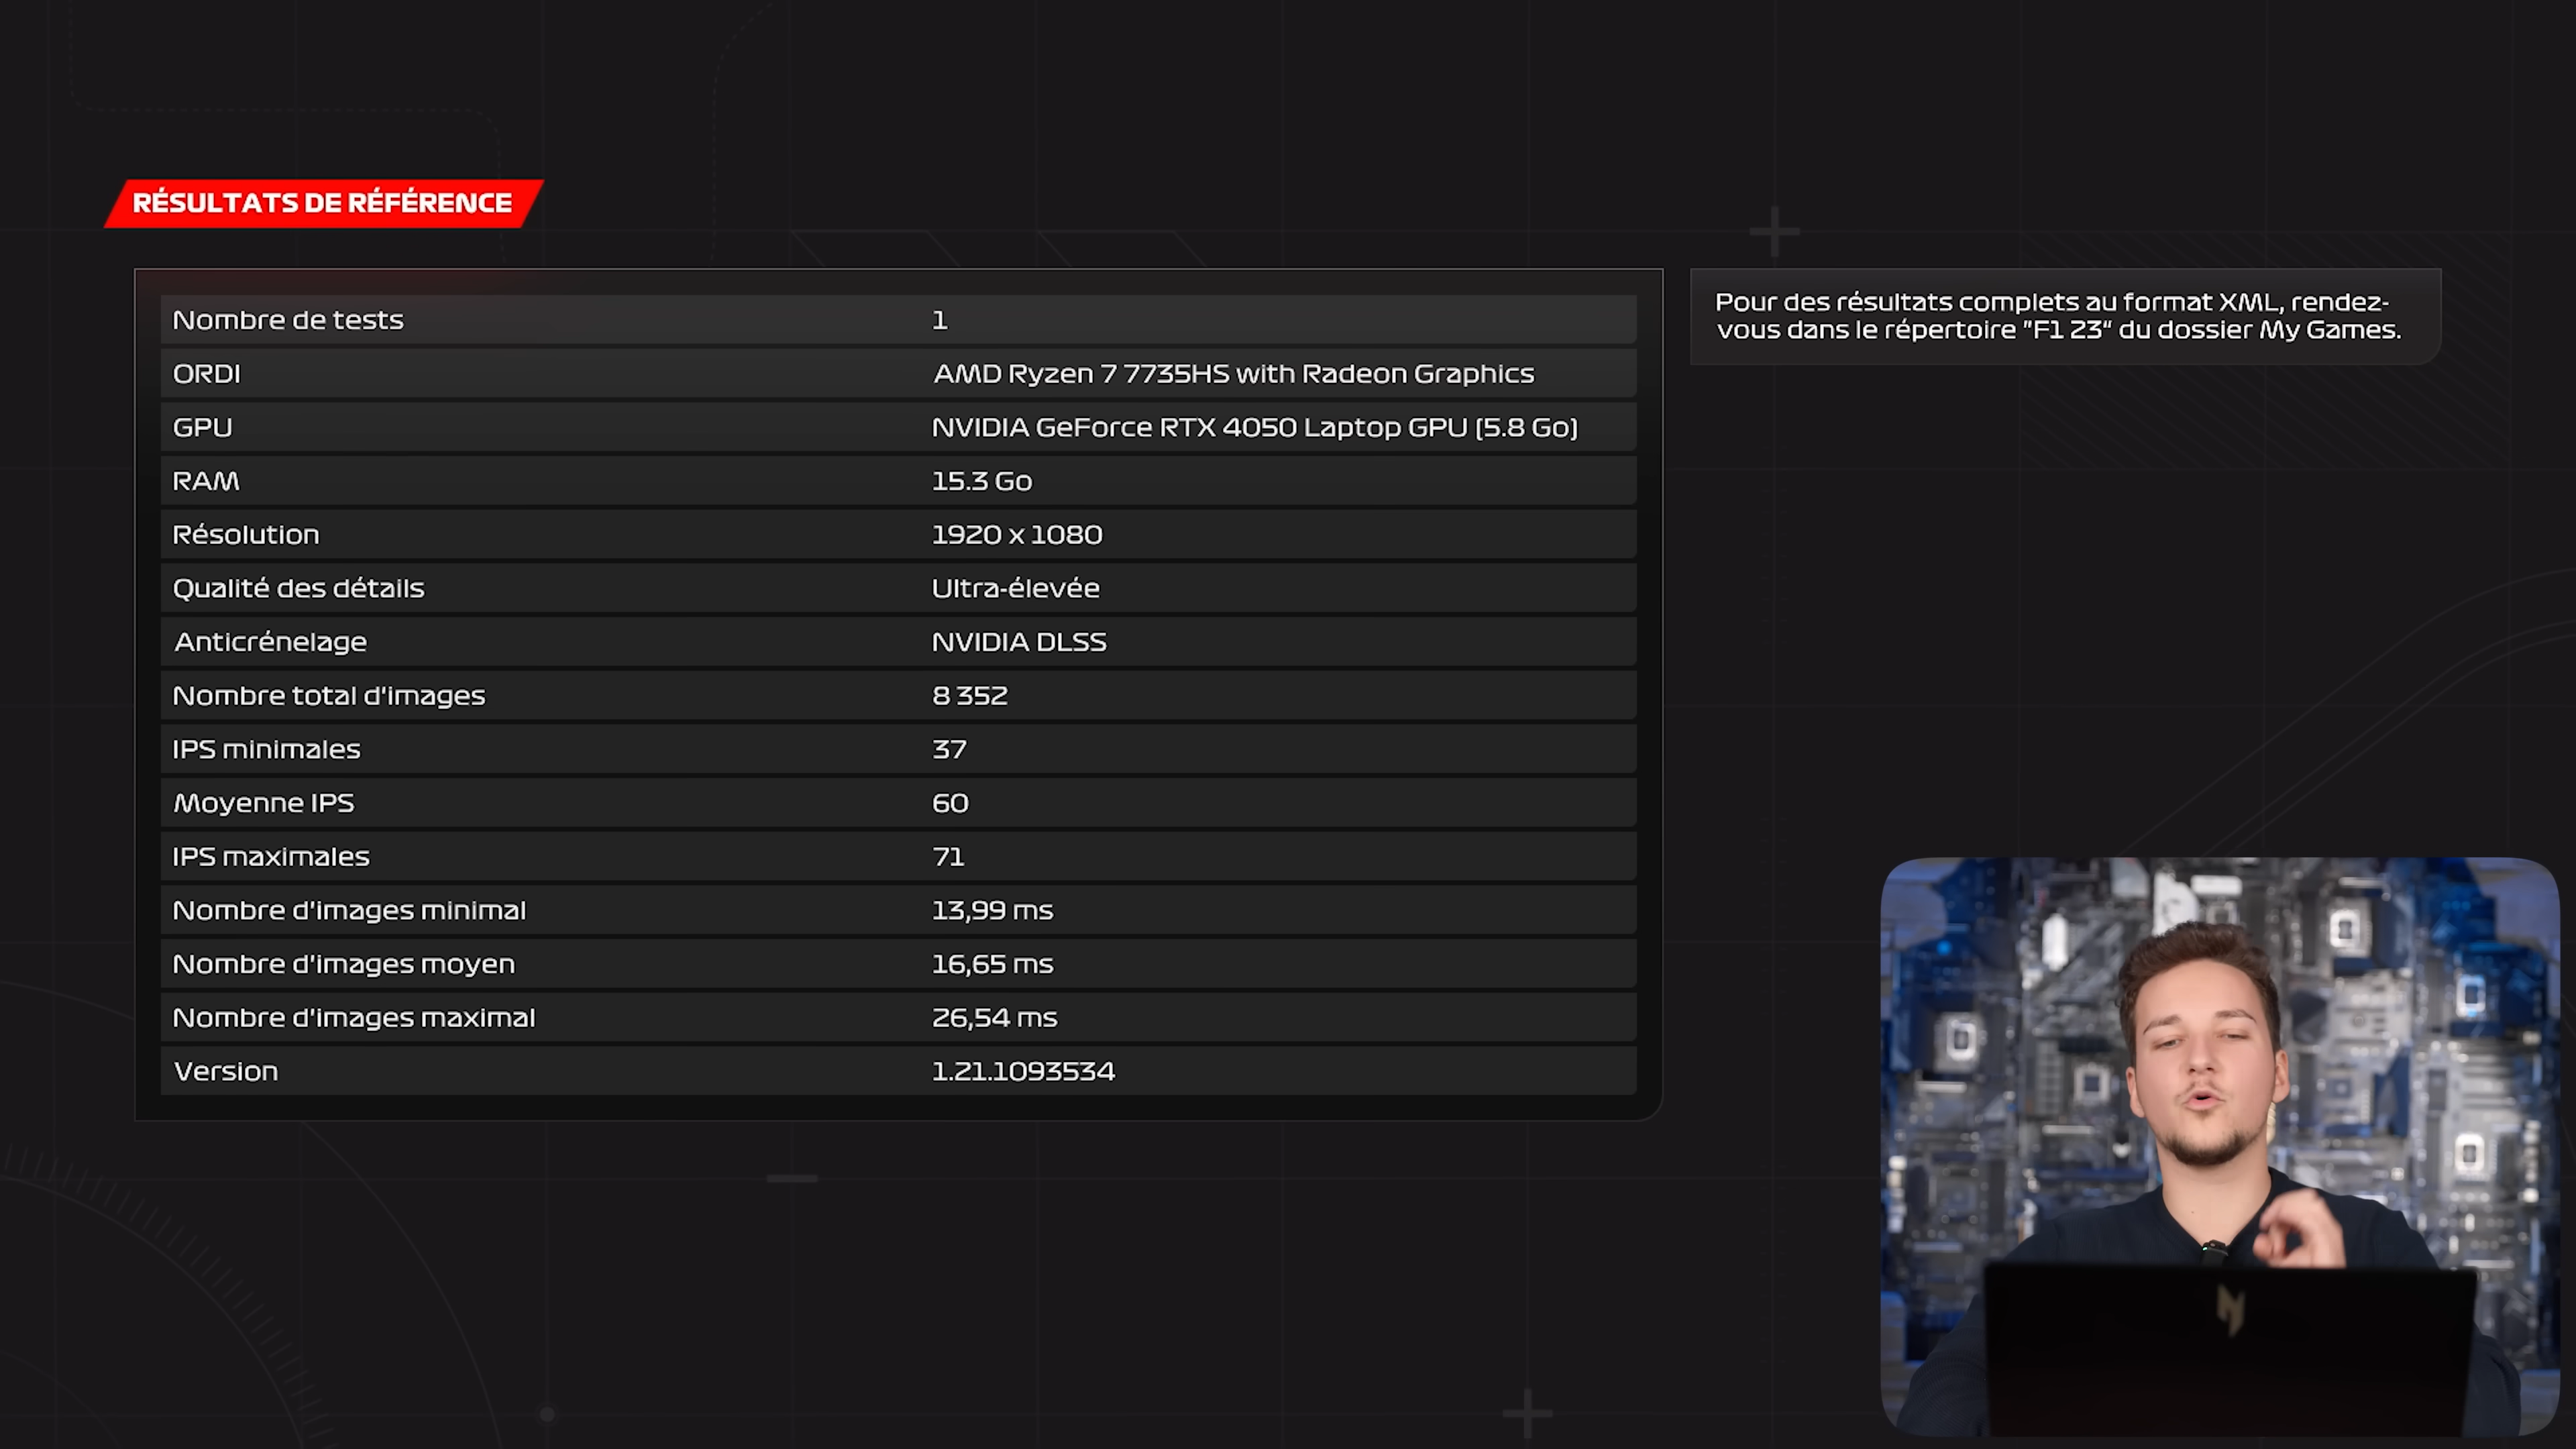 RÉSULTATS DE RÉFÉRENCE
Nombre de tests 1
ORDI AMD Ryzen 7 7735HS with Radeon Graphics
GPU NVIDIA GeForce RTX 4050 Laptop GPU (5.8 Go)
RAM 15.3 Go
Résolution 1920 x 1080
Qualité des détails Ultra-élevée
Anticrénelage NVIDIA DLSS
Nombre total d'images 8 352
IPS minimales 37
Moyenne IPS 60
IPS maximales 71
Nombre d'images minimal 13,99 ms
Nombre d'images moyen 16,65 ms
Nombre d'images maximal 26,54 ms
Version 1.21.1093534
Pour des résultats complets au format XML, rendez-
vous dans le répertoire "F1 23" du dossier My Games.